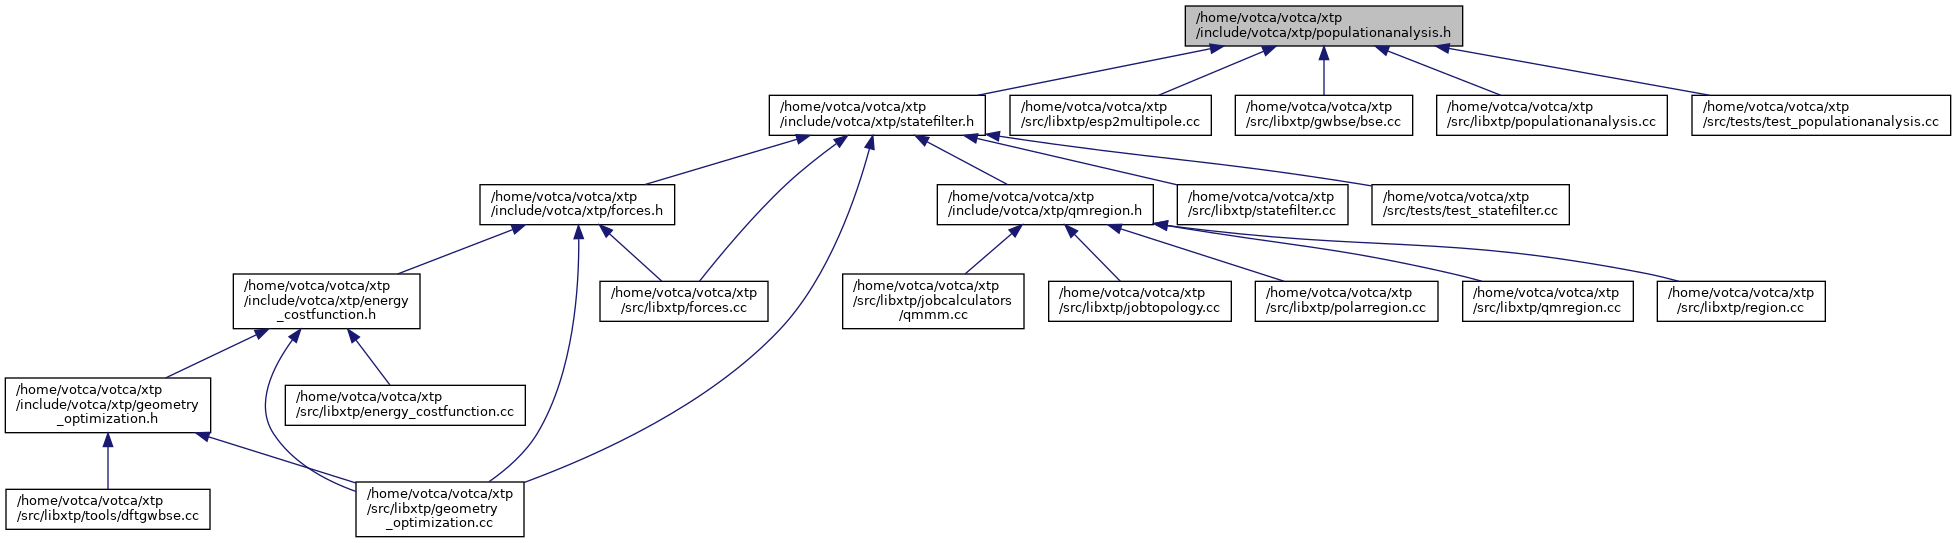 /home/votca/votca/xtp
/include/votca/xtp/populationanalysis.h
/home/votca/votca/xtp
/include/votca/xtp/statefilter.h
/home/votca/votca/xtp
/src/libxtp/esp2multipole.cc
/home/votca/votca/xtp
/src/libxtp/gwbse/bse.cc
/home/votca/votca/xtp
/src/libxtp/populationanalysis.cc
/home/votca/votca/xtp
/src/tests/test_populationanalysis.cc
/home/votca/votca/xtp
/include/votca/xtp/forces.h
/home/votca/votca/xtp
/include/votca/xtp/qmregion.h
/home/votca/votca/xtp
/src/libxtp/statefilter.cc
/home/votca/votca/xtp
/src/tests/test_statefilter.cc
/home/votca/votca/xtp
/include/votca/xtp/energy
_costfunction.h
/home/votca/votca/xtp
/src/libxtp/forces.cc
/home/votca/votca/xtp
/src/libxtp/jobcalculators
/qmmm.cc
/home/votca/votca/xtp
/src/libxtp/jobtopology.cc
/home/votca/votca/xtp
/src/libxtp/polarregion.cc
/home/votca/votca/xtp
/src/libxtp/qmregion.cc
/home/votca/votca/xtp
/src/libxtp/region.cc
/home/votca/votca/xtp
/include/votca/xtp/geometry
_optimization.h
/home/votca/votca/xtp
/src/libxtp/energy_costfunction.cc
/home/votca/votca/xtp
/src/libxtp/tools/dftgwbse.cc
/home/votca/votca/xtp
/src/libxtp/geometry
_optimization.cc